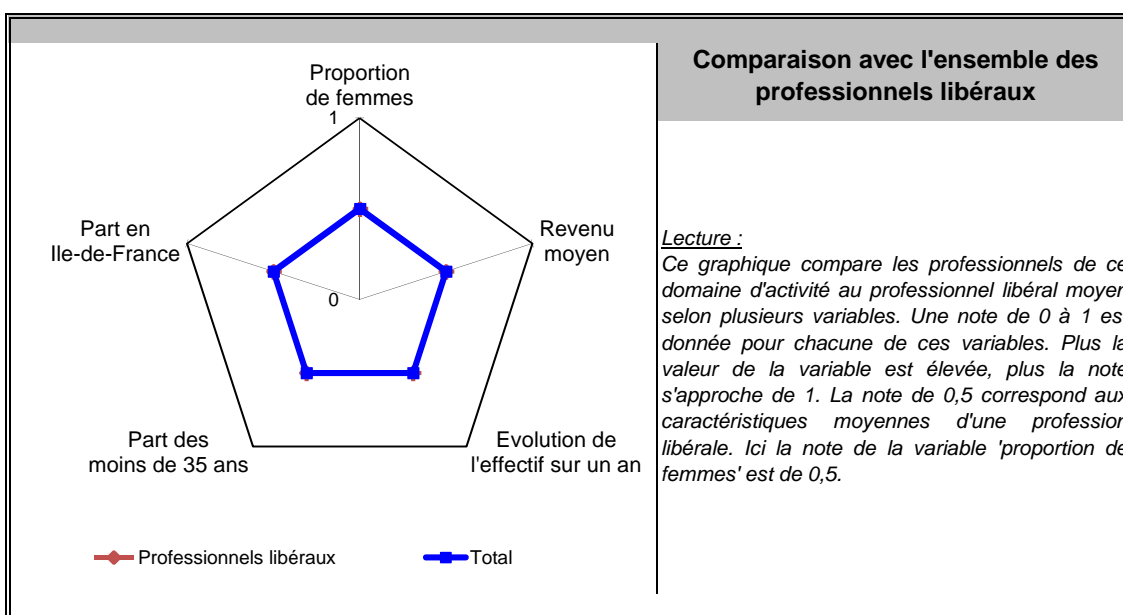 Comparaison avec l'ensemble des
professionnels libéraux
Proportion
de femmes
1
Part en
Ile-de-France
Revenu
moyen
0
Part des
moins de 35 ans
Evolution de
l'effectif sur un an
Professionnels libéraux
Total
Lecture :
Ce graphique compare les professionnels de ce
domaine d'activité au professionnel libéral moyen
selon plusieurs variables. Une note de 0 à 1 est
donnée pour chacune de ces variables. Plus la
valeur de la variable est élevée, plus la note
s'approche de 1. La note de 0,5 correspond aux
caractéristiques moyennes d'une profession
libérale. Ici la note de la variable 'proportion de
femmes' est de 0,5.